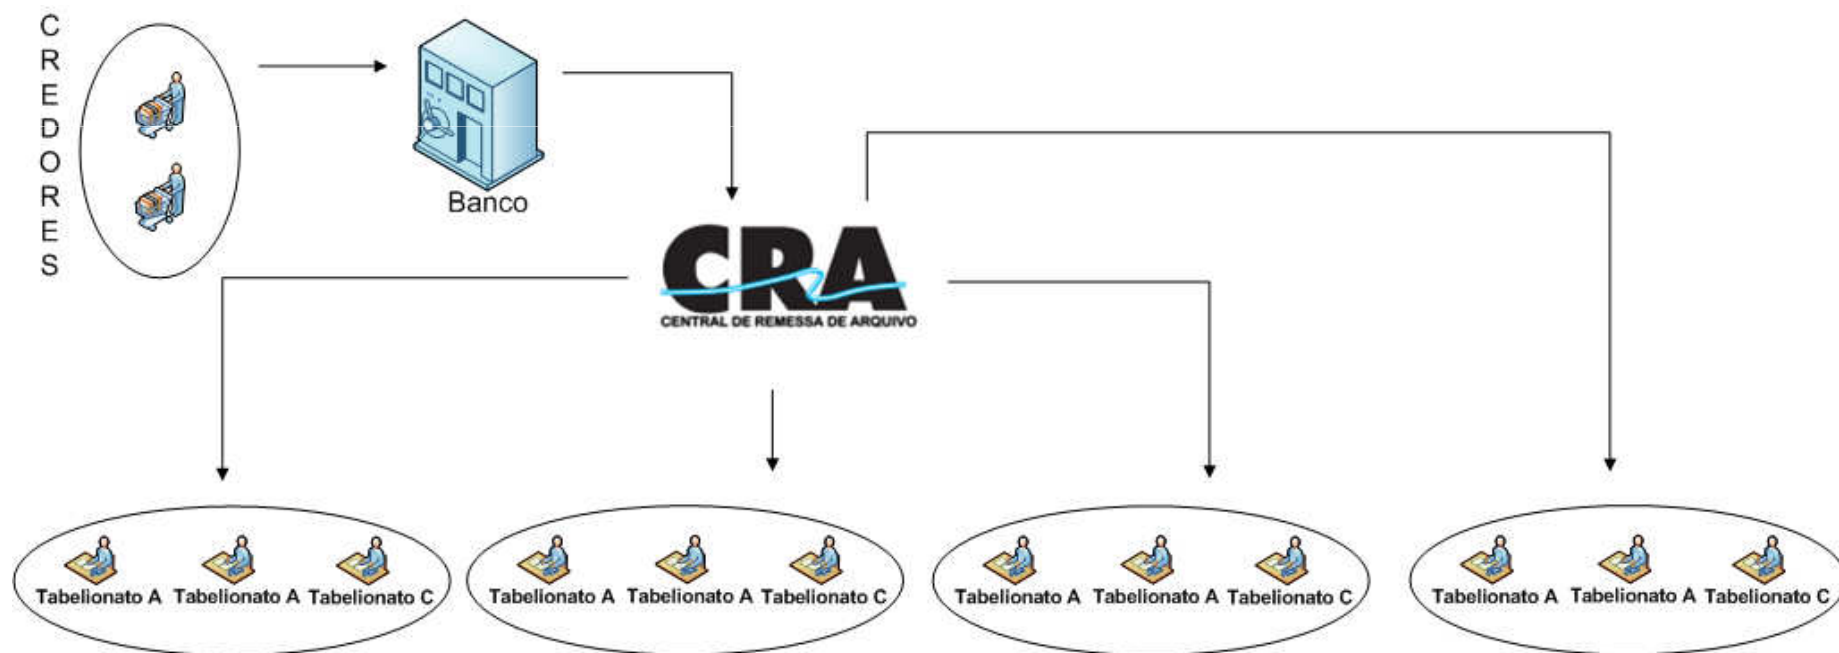 CREDORES
Banco
CRA
CENTRAL DE REMESSA DE ARQUIVO
Tabelionato A Tabelionato A Tabelionato C
Tabelionato A Tabelionato A Tabelionato C
Tabelionato A Tabelionato A Tabelionato C
Tabelionato A Tabelionato A Tabelionato C